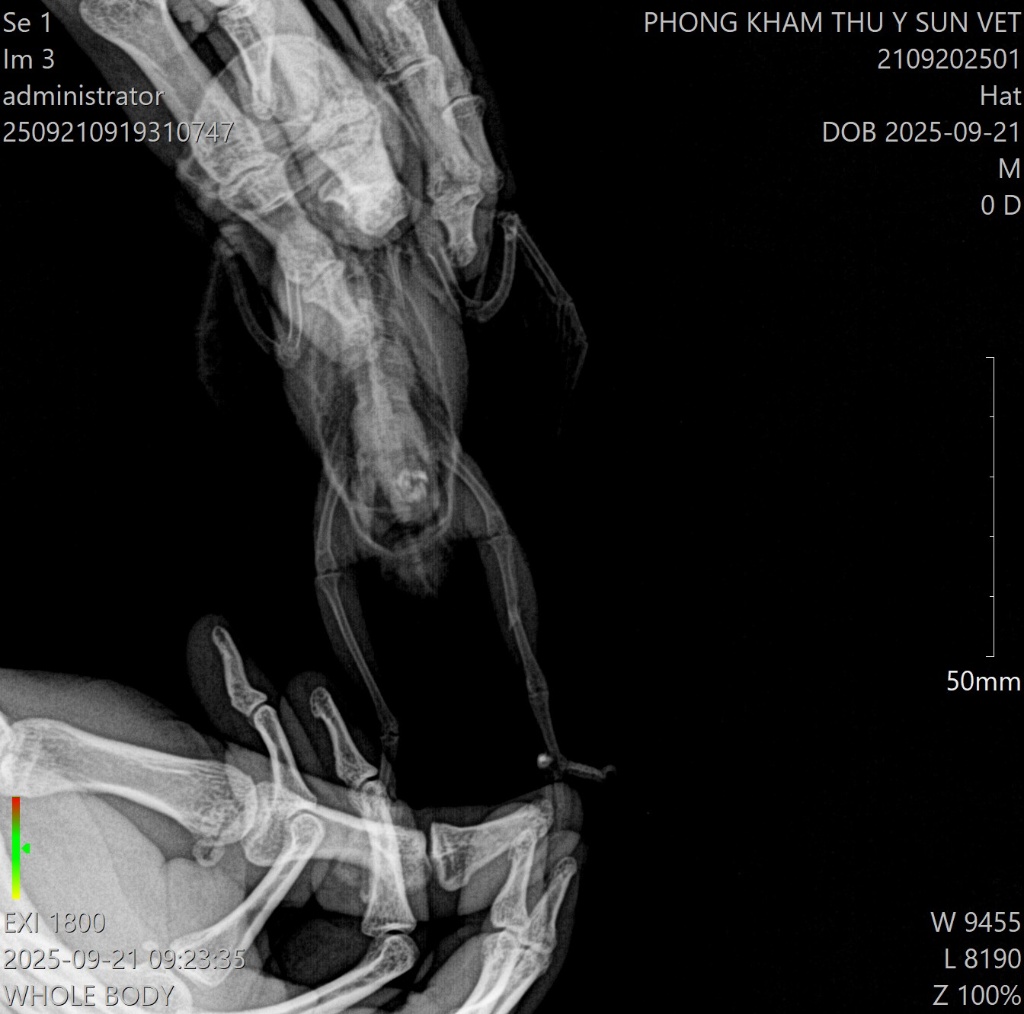 Se 1
Im 3
administrator
2509210919310747
PHONG KHAM THU Y SUN VET
2109202501
Hat
DOB 2025-09-21
M
0 D
50mm
EXI 1800
2025-09-21 09:23:35
WHOLE BODY
W 9455
L 8190
Z 100%